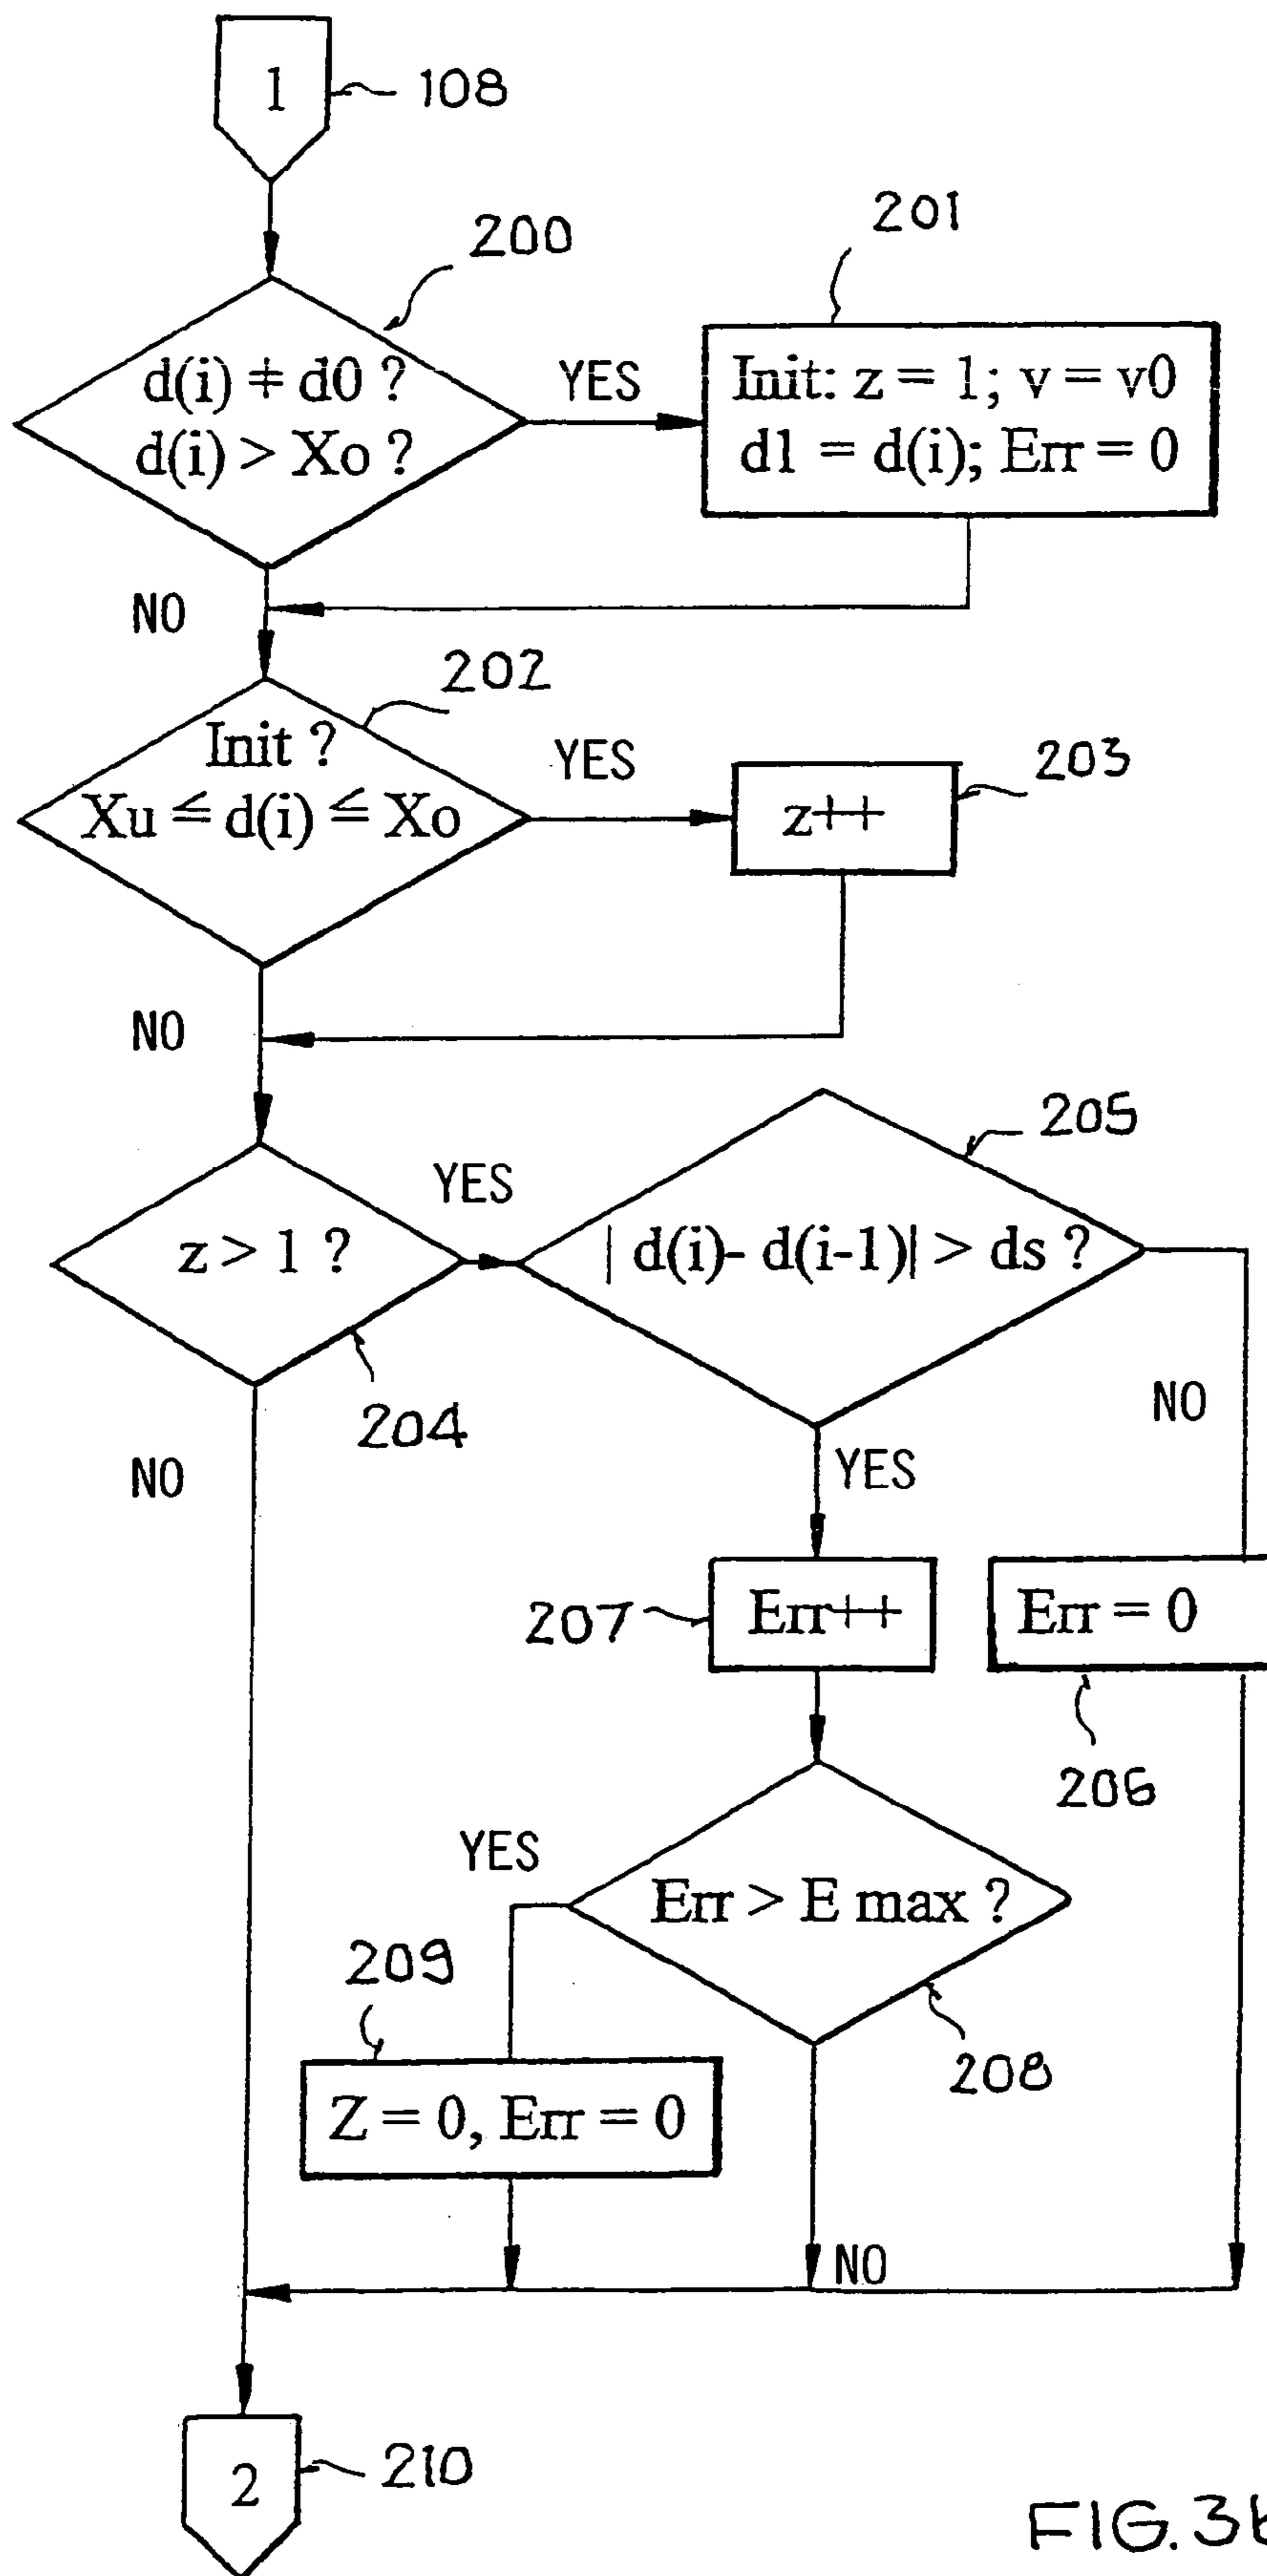 1
108
200
201
d(i) ≠ d0 ?
d(i) > Xo ?
YES
Init: z = 1; v = v0
d1 = d(i); Err = 0
NO
202
Init ?
Xu ≦ d(i) ≦ Xo
YES
203
z++
NO
205
z > 1 ?
YES
| d(i)- d(i-1)| > ds ?
204
NO
YES
NO
207
Err++
Err = 0
206
YES
Err > E max ?
209
208
Z = 0, Err = 0
NO
2
210
FIG. 3b